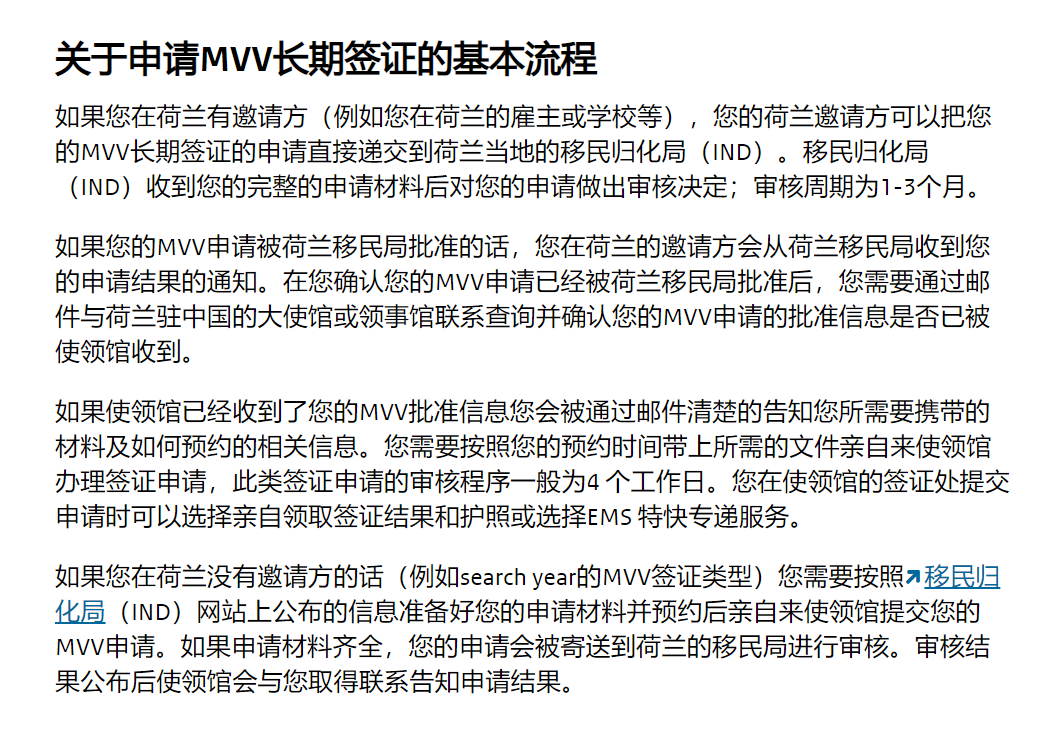 关于申请MVV长期签证的基本流程
如果您在荷兰有邀请方（例如您在荷兰的雇主或学校等），您的荷兰邀请方可以把您
的MVV长期签证的申请直接递交到荷兰当地的移民归化局（IND）。移民归化局
（IND）收到您的完整的申请材料后对您的申请做出审核决定；审核周期为1-3个月。
如果您的MVV申请被荷兰移民局批准的话，您在荷兰的邀请方会从荷兰移民局收到您
的申请结果的通知。在您确认您的MVV申请已经被荷兰移民局批准后，您需要通过邮
件与荷兰驻中国的大使馆或领事馆联系查询并确认您的MVV申请的批准信息是否已被
使领馆收到。
如果使领馆已经收到了您的MVV批准信息您会被通过邮件清楚的告知您所需要携带的
材料及如何预约的相关信息。您需要按照您的预约时间带上所需的文件亲自来使领馆
办理签证申请，此类签证申请的审核程序一般为4 个工作日。您在使领馆的签证处提交
申请时可以选择亲自领取签证结果和护照或选择EMS 特快专递服务。
如果您在荷兰没有邀请方的话（例如search year的MVV签证类型）您需要按照移民归
化局（IND）网站上公布的信息准备好您的申请材料并预约后亲自来使领馆提交您的
MVV申请。如果申请材料齐全，您的申请会被寄送到荷兰的移民局进行审核。审核结
果公布后使领馆会与您取得联系告知申请结果。